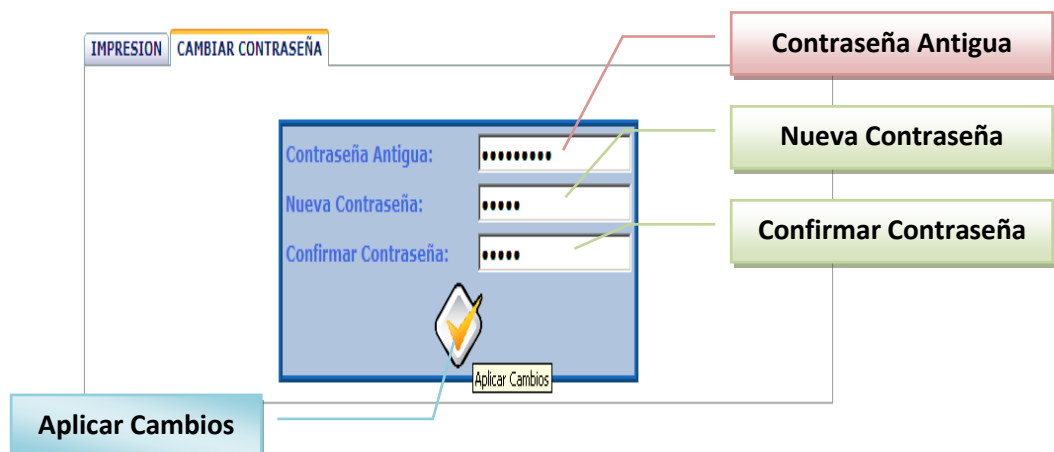 IMPRESION
CAMBIAR CONTRASEÑA
Contraseña Antigua
Nueva Contraseña
Contraseña Antigua:
Nueva Contraseña:
Confirmar Contraseña
Confirmar Contraseña:
Aplicar Cambios
Aplicar Cambios